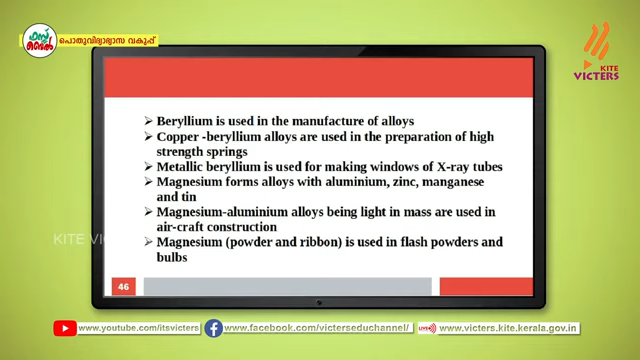 ഫസ്റ്റ് ബെൽ
പൊതുവിദ്യാഭ്യാസ വകുപ്പ്
KITE
VICTERS
➢ Beryllium is used in the manufacture of alloys
➢ Copper -beryllium alloys are used in the preparation of high
strength springs
➢ Metallic beryllium is used for making windows of X-ray tubes
➢ Magnesium forms alloys with aluminium, zinc, manganese
and tin
➢ Magnesium-aluminium alloys being light in mass are used in
air-craft construction
➢ Magnesium (powder and ribbon) is used in flash powders and
bulbs
KITE VIC
46
www.youtube.com/itsvicters
www.facebook.com/victerseduchannel/
LIVE
www.victers.kite.kerala.gov.in